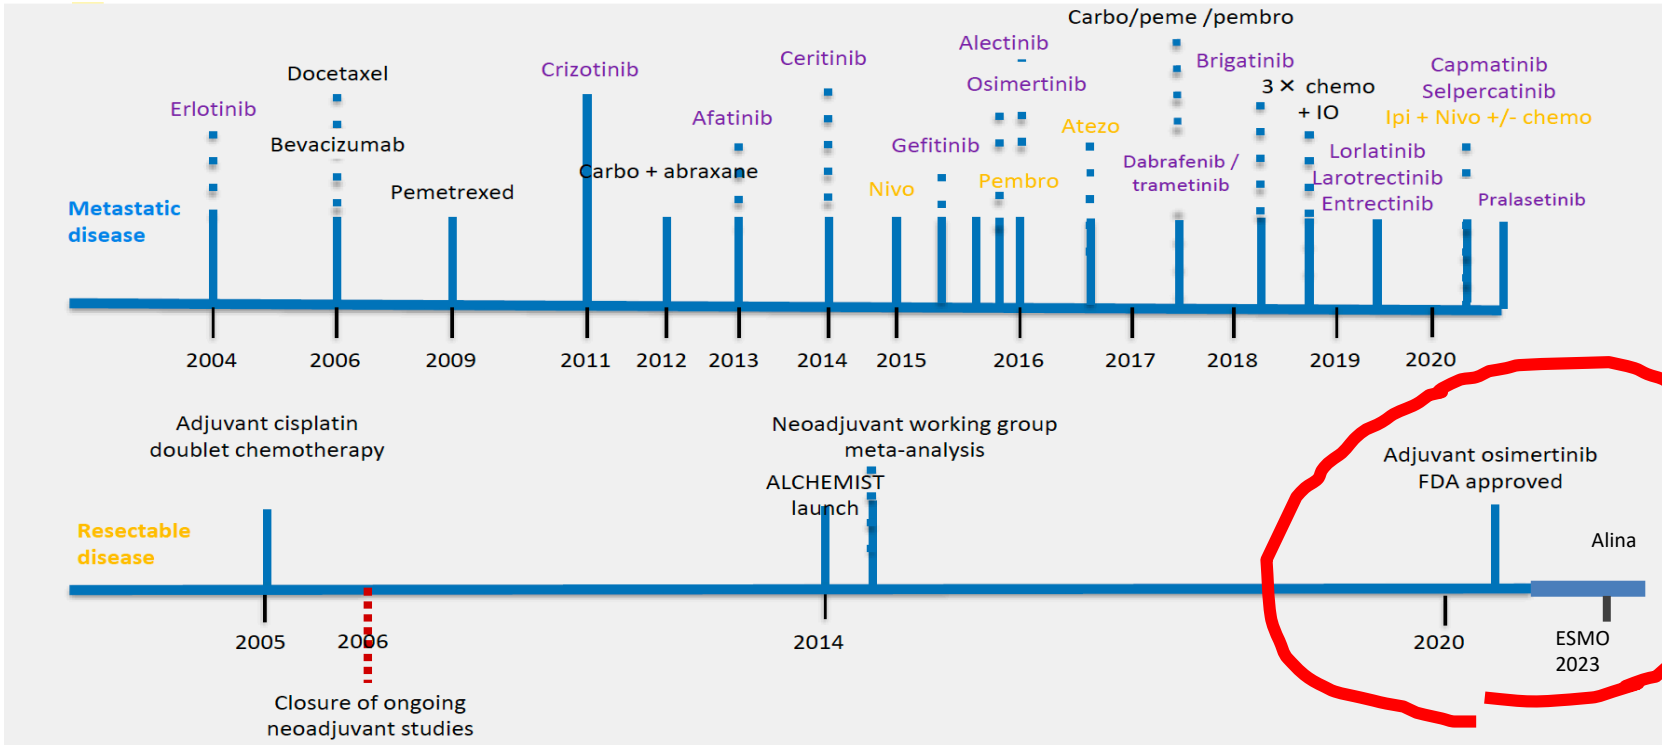 Carbo/peme /pembro
Alectinib
Ceritinib
Brigatinib
Capmatinib
Crizotinib
Docetaxel
Osimertinib
3 × chemo
Selpercatinib
Erlotinib
+ IO
Ipi + Nivo +/- chemo
Afatinib
Atezo
Bevacizumab
Gefitinib
Lorlatinib
Dabrafenib /
Carbo + abraxane
Larotrectinib
trametinib
Pembro
Nivo
Pemetrexed
Entrectinib
Pralasetinib
Metastatic
disease
2004 2006 2009 2011 2012 2013 2014 2015 2016 2017 2018 2019 2020
Adjuvant cisplatin
doublet chemotherapy
Neoadjuvant working group
meta-analysis
ALCHEMIST
launch
Adjuvant osimertinib
FDA approved
Alina
Resectable
disease
2005 2006 2014 2020
ESMO
2023
Closure of ongoing
neoadjuvant studies